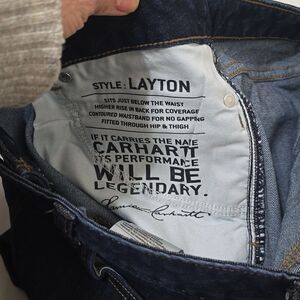 STYLE: LAYTON
SITS JUST BELOW THE WAIST
HIGHER RISE IN BACK FOR COVERAGE
CONTOURED WAISTBAND FOR NO GAPPING
FITTED THROUGH HIP & THIGH
IF IT CARRIES THE NAME
CARHARTT
ITS PERFORMANCE
WILL BE
LEGENDARY.
Carhartt